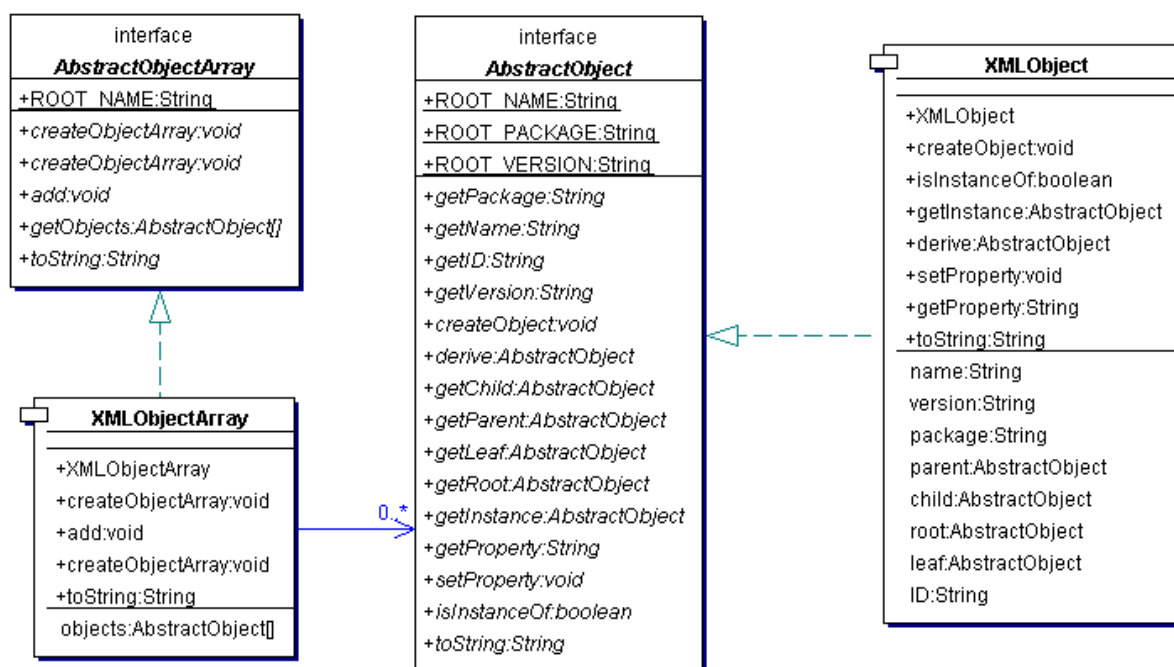 interface
AbstractObjectArray
+ROOT_NAME:String
+createObjectArray:void
+createObjectArray:void
+add:void
+getObjects:AbstractObject[]
+toString:String
XMLObjectArray
+XMLObjectArray
+createObjectArray:void
+add:void
+createObjectArray:void
+toString:String
objects:AbstractObject[]
0..*
interface
AbstractObject
+ROOT_NAME:String
+ROOT_PACKAGE:String
+ROOT_VERSION:String
+getPackage:String
+getName:String
+getID:String
+getVersion:String
+createObject:void
+derive:AbstractObject
+getChild:AbstractObject
+getParent:AbstractObject
+getLeaf:AbstractObject
+getRoot:AbstractObject
+getInstance:AbstractObject
+getProperty:String
+setProperty:void
+isInstanceOf:boolean
+toString:String
XMLObject
+XMLObject
+createObject:void
+isInstanceOf:boolean
+getInstance:AbstractObject
+derive:AbstractObject
+setProperty:void
+getProperty:String
+toString:String
name:String
version:String
package:String
parent:AbstractObject
child:AbstractObject
root:AbstractObject
leaf:AbstractObject
ID:String